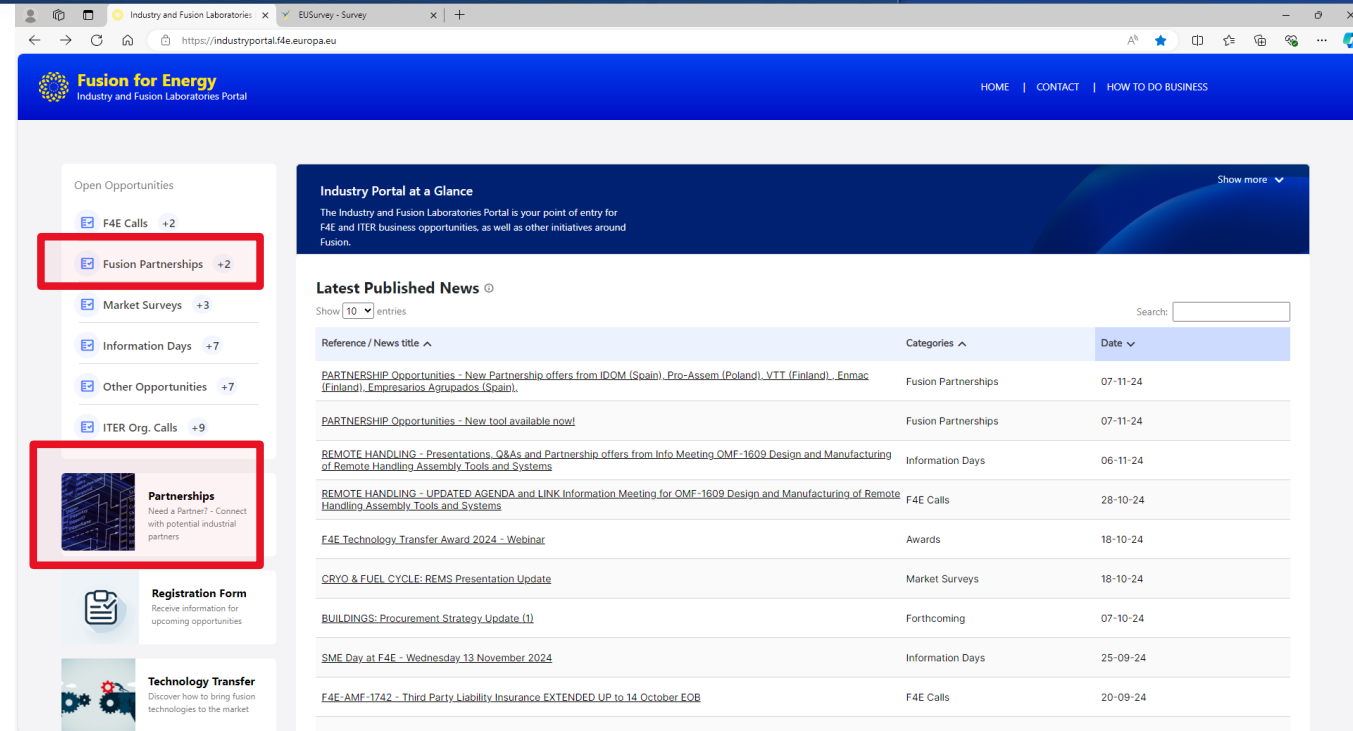 Industry and Fusion Laboratories
EUSurvey - Survey
https://industryportal.f4e.europa.eu
Fusion for Energy
Industry and Fusion Laboratories Portal
HOME | CONTACT | HOW TO DO BUSINESS
Open Opportunities
F4E Calls +2
Fusion Partnerships +2
Market Surveys +3
Information Days +7
Other Opportunities +7
ITER Org. Calls +9
Partnerships
Need a Partner? - Connect
with potential industrial
partners
Registration Form
Receive information for
upcoming opportunities
Technology Transfer
Discover how to bring fusion
technologies to the market
Industry Portal at a Glance
Show more
The Industry and Fusion Laboratories Portal is your point of entry for
F4E and ITER business opportunities, as well as other initiatives around
Fusion.
Latest Published News
Show 10 entries
Search:
Reference / News title Categories Date
PARTNERSHIP Opportunities - New Partnership offers from IDOM (Spain), Pro-Assem (Poland), VTT (Finland) , Enmac
(Finland), Empresarios Agrupados (Spain).
Fusion Partnerships 07-11-24
PARTNERSHIP Opportunities - New tool available now! Fusion Partnerships 07-11-24
REMOTE HANDLING - Presentations, Q&As and Partnership offers from Info Meeting OMF-1609 Design and Manufacturing
of Remote Handling Assembly Tools and Systems
Information Days 06-11-24
REMOTE HANDLING - UPDATED AGENDA and LINK Information Meeting for OMF-1609 Design and Manufacturing of Remote
Handling Assembly Tools and Systems
F4E Calls 28-10-24
F4E Technology Transfer Award 2024 - Webinar Awards 18-10-24
CRYO & FUEL CYCLE: REMS Presentation Update Market Surveys 18-10-24
BUILDINGS: Procurement Strategy Update (1) Forthcoming 07-10-24
SME Day at F4E - Wednesday 13 November 2024 Information Days 25-09-24
F4E-AMF-1742 - Third Party Liability Insurance EXTENDED UP to 14 October EOB F4E Calls 20-09-24